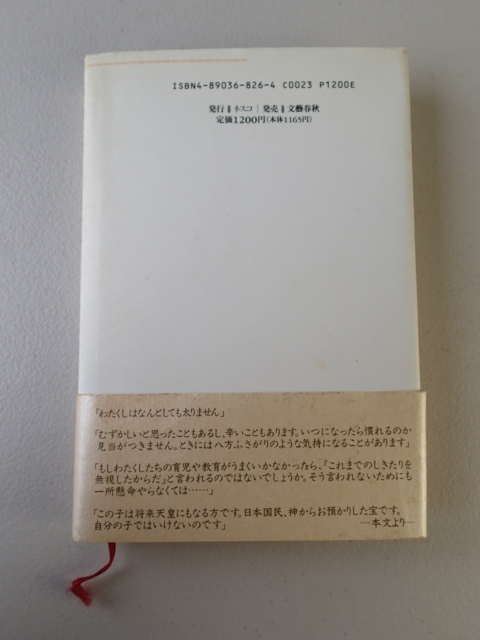 ISBN4-89036-826-4 C0023 P1200E
発行 ネスコ｜発売 文藝春秋
定価1200円(本体1165円)
「わたくしはなんとしても太りません」
「むずかしいと思ったこともあるし、辛いこともあります。いつになったら慣れるのか
見当がつきません。ときには八方ふさがりのような気持になることがあります」
「もしわたくしたちの育児や教育がうまくいかなかったら、『これまでのしきたりを
無視したからだ』と言われるのではないでしょうか。そう言われないためにも
一所懸命やらなくては……」
「この子は将来天皇にもなる方です。日本国民、神からお預かりした宝です。
自分の子ではいけないのです」
―本文より―